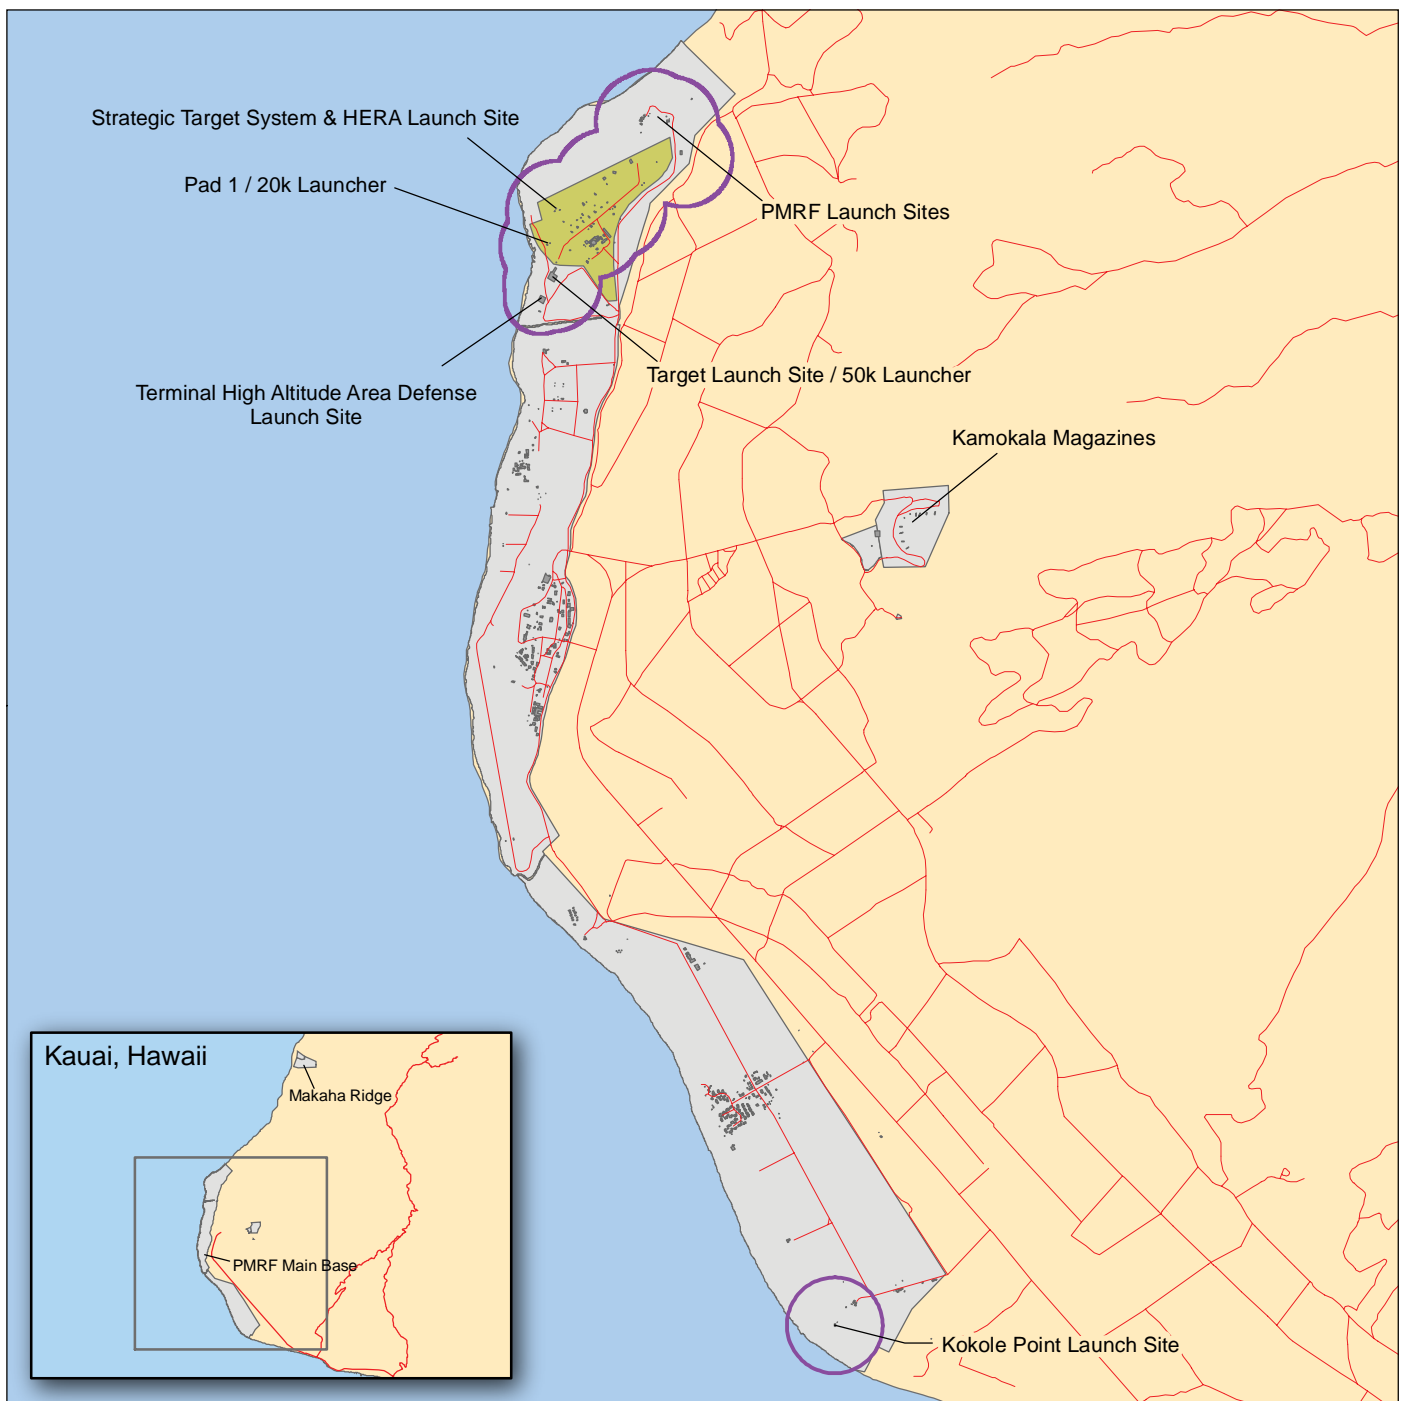 Strategic Target System & HERA Launch Site
Pad 1 / 20k Launcher
PMRF Launch Sites
Target Launch Site / 50k Launcher
Terminal High Altitude Area Defense
Launch Site
Kamokala Magazines
Kauai, Hawaii
Makaha Ridge
PMRF Main Base
Kokole Point Launch Site